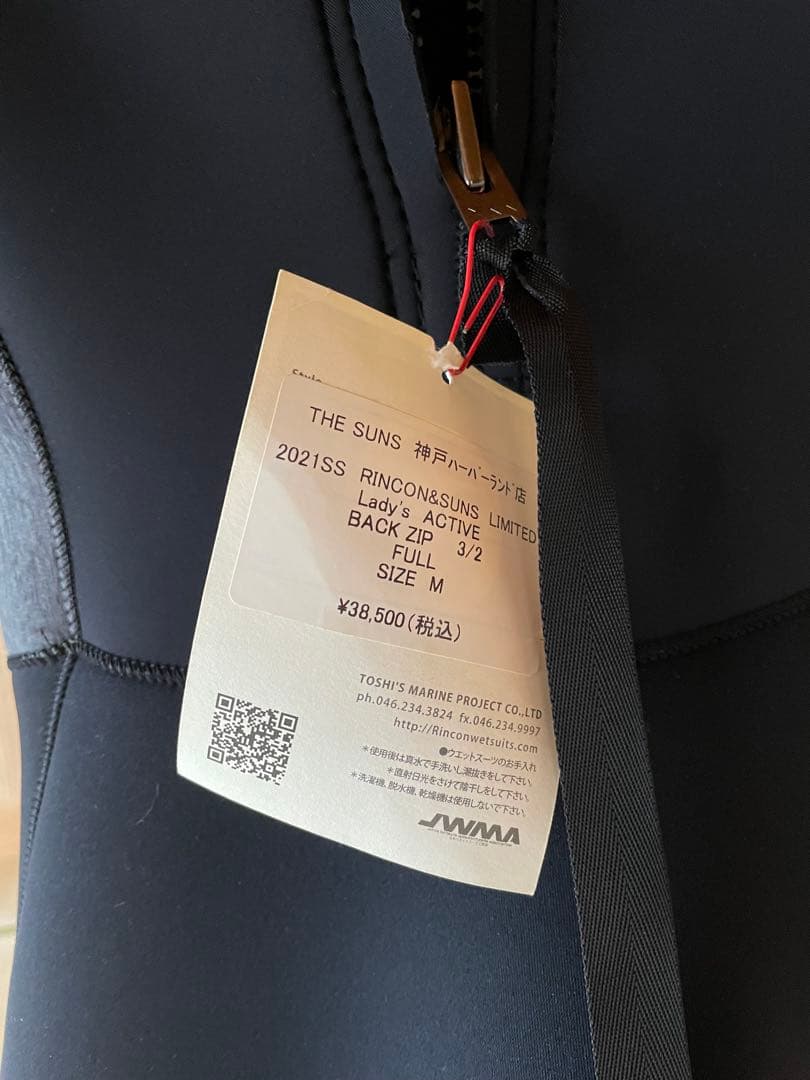 Style
THE SUNS 神戸ハーバーランド店
2021SS RINCON&SUNS LIMITED
Lady's ACTIVE
BACK ZIP 3/2
FULL
SIZE M
¥38,500(税込)
TOSHI'S MARINE PROJECT CO.,LTD
ph.046.234.3824 fx.046.234.9997
http://Rinconwetsuits.com
●ウエットスーツのお手入れ
＊使用後は真水で手洗いし潮抜きをして下さい。
＊直射日光をさけて陰干しをして下さい。
＊洗濯機、脱水機、乾燥機は使用しないで下さい。
JWMA